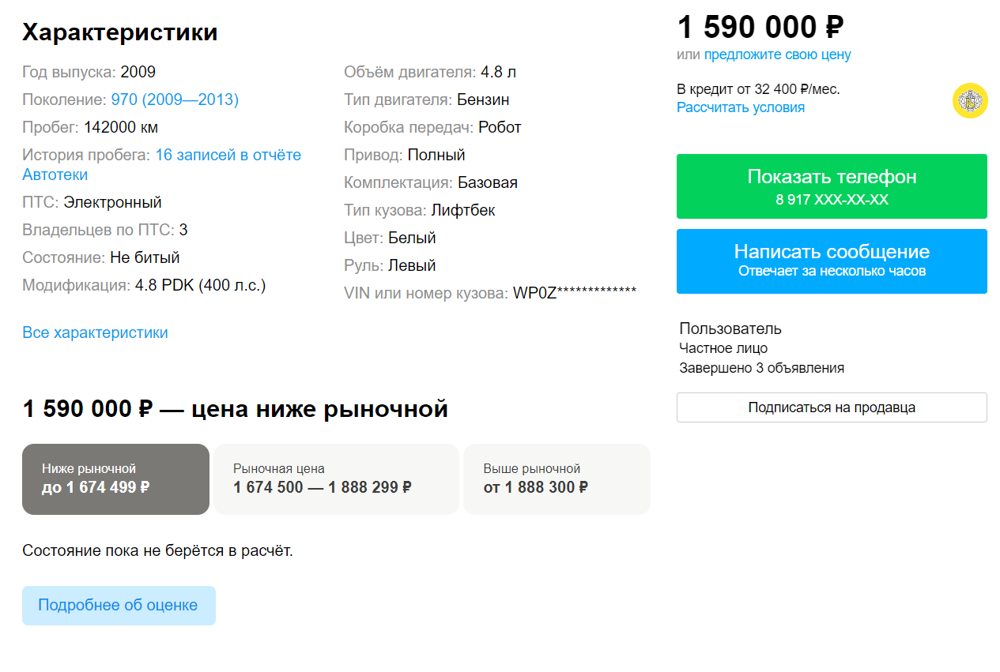 Характеристики
Год выпуска: 2009
Поколение: 970 (2009—2013)
Пробег: 142000 км
История пробега: 16 записей в отчёте
Автотеки
ПТС: Электронный
Владельцев по ПТС: 3
Состояние: Не битый
Модификация: 4.8 PDK (400 л.с.)
Объём двигателя: 4.8 л
Тип двигателя: Бензин
Коробка передач: Робот
Привод: Полный
Комплектация: Базовая
Тип кузова: Лифтбек
Цвет: Белый
Руль: Левый
VIN или номер кузова: WP0Z*************
Все характеристики
1 590 000 ₽ — цена ниже рыночной
Ниже рыночной
до 1 674 499 ₽
Рыночная цена
1 674 500 — 1 888 299 ₽
Выше рыночной
от 1 888 300 ₽
Состояние пока не берётся в расчёт.
Подробнее об оценке
1 590 000 ₽
или предложите свою цену
В кредит от 32 400 ₽/мес.
Рассчитать условия
Показать телефон
8 917 XXX-XX-XX
Написать сообщение
Отвечает за несколько часов
Пользователь
Частное лицо
Завершено 3 объявления
Подписаться на продавца